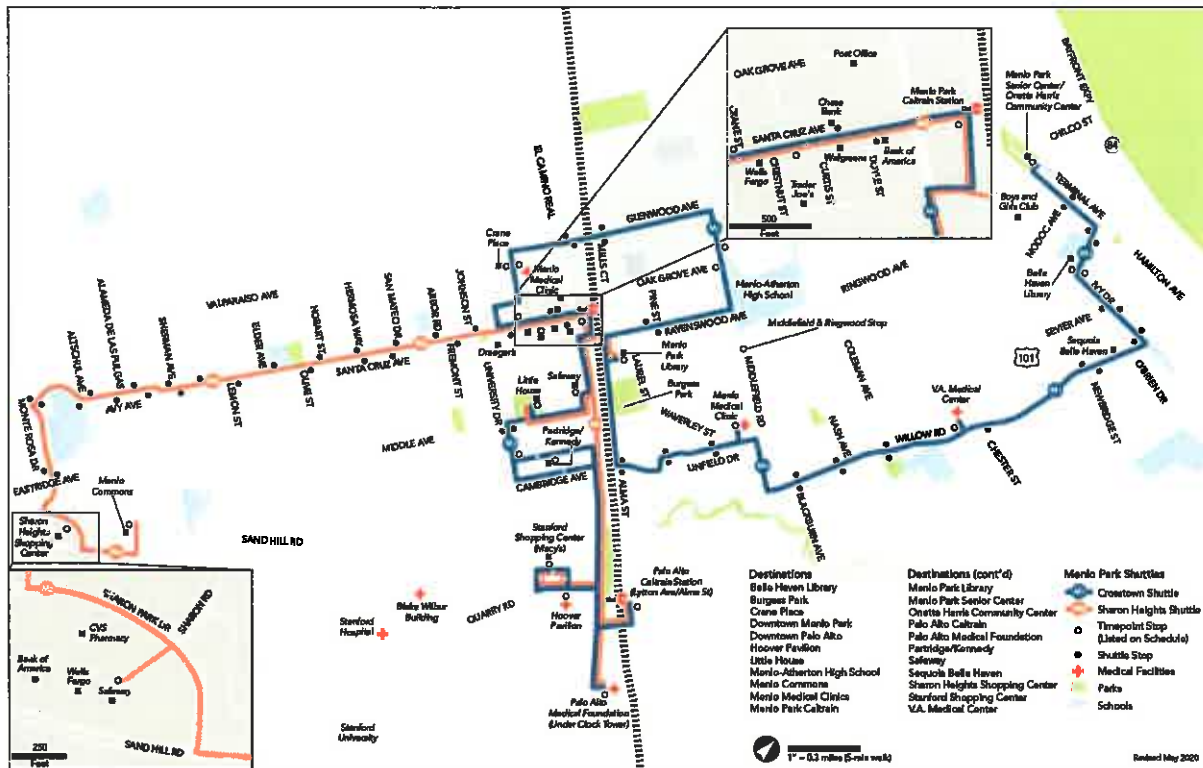 OAK GROVE AVE
Post Office
Menlo Park
Caltrain Station
Chase
Bank
SANTA CRUZ AVE
CRANE ST
Walgreens
Bank of
America
Wells
Fargo
CHESTNUT ST
Trader
Joe's
CURTIS ST
DOYLE ST
500
Feet
Menlo Park
Senior Center/
Onetta Harris
Community Center
BAYFRONT EXPY
CHILCO ST
84
TERMINAL AVE
Boys and
Girls Club
MODOC AVE
HAMILTON AVE
Belle
Haven
Library
IVY DR
SEVIER AVE
Sequoia
Belle Haven
101
O'BRIEN DR
NEWBRIDGE ST
EL CAMINO REAL
GLENWOOD AVE
Crane
Place
MILLS CT
Menlo
Medical
Clinic
OAK GROVE AVE
Menlo-Atherton
High School
RINGWOOD AVE
PINE ST
RAVENSWOOD AVE
Middlefield & Ringwood Stop
VALPARAISO AVE
ALAMEDA DE LAS PULGAS
ALTSCHUL AVE
SHERMAN AVE
ELDER AVE
HOBART ST
HERMOSA WAY
SAN MATEO DR
ARBOR RD
JOHNSON ST
SANTA CRUZ AVE
Draeger's
FREMONT ST
UNIVERSITY DR
LEMON ST
OLIVE ST
AVY AVE
MONTE ROSA DR
Little
House
Safeway
Menlo
Park
Library
LAUREL ST
Burgess
Park
MIDDLEFIELD RD
COLEMAN AVE
V.A. Medical
Center
WAVERLEY ST
Menlo
Medical
Clinic
MIDDLE AVE
Partridge/
Kennedy
NASH AVE
WILLOW RD
LINFIELD DR
CHESTER ST
CAMBRIDGE AVE
ALMA ST
BLACKBURN AVE
EASTRIDGE AVE
Menlo
Commons
Sharon
Heights
Shopping
Center
SAND HILL RD
Stanford
Shopping Center
(Macy's)
Palo Alto
Caltrain Station
(Lytton Ave/Alma St)
Blake Wilbur
Building
QUARRY RD
Hoover
Pavilion
Stanford
Hospital
Stanford
University
Palo Alto
Medical Foundation
(Under Clock Tower)
SHARON PARK DR
SHARON RD
CVS
Pharmacy
Bank of
America
Wells
Fargo
Safeway
SAND HILL RD
250
Feet
Destinations
Belle Haven Library
Burgess Park
Crane Place
Downtown Menlo Park
Downtown Palo Alto
Hoover Pavilion
Little House
Menlo-Atherton High School
Menlo Commons
Menlo Medical Clinics
Menlo Park Caltrain
Destinations (cont'd)
Menlo Park Library
Menlo Park Senior Center
Onetta Harris Community Center
Palo Alto Caltrain
Palo Alto Medical Foundation
Partridge/Kennedy
Safeway
Sequoia Belle Haven
Sharon Heights Shopping Center
Stanford Shopping Center
V.A. Medical Center
Menlo Park Shuttles
Crosstown Shuttle
Sharon Heights Shuttle
Timepoint Stop
(Listed on Schedule)
Shuttle Stop
Medical Facilities
Parks
Schools
1" = 0.3 miles (5-min walk)
Revised May 2020